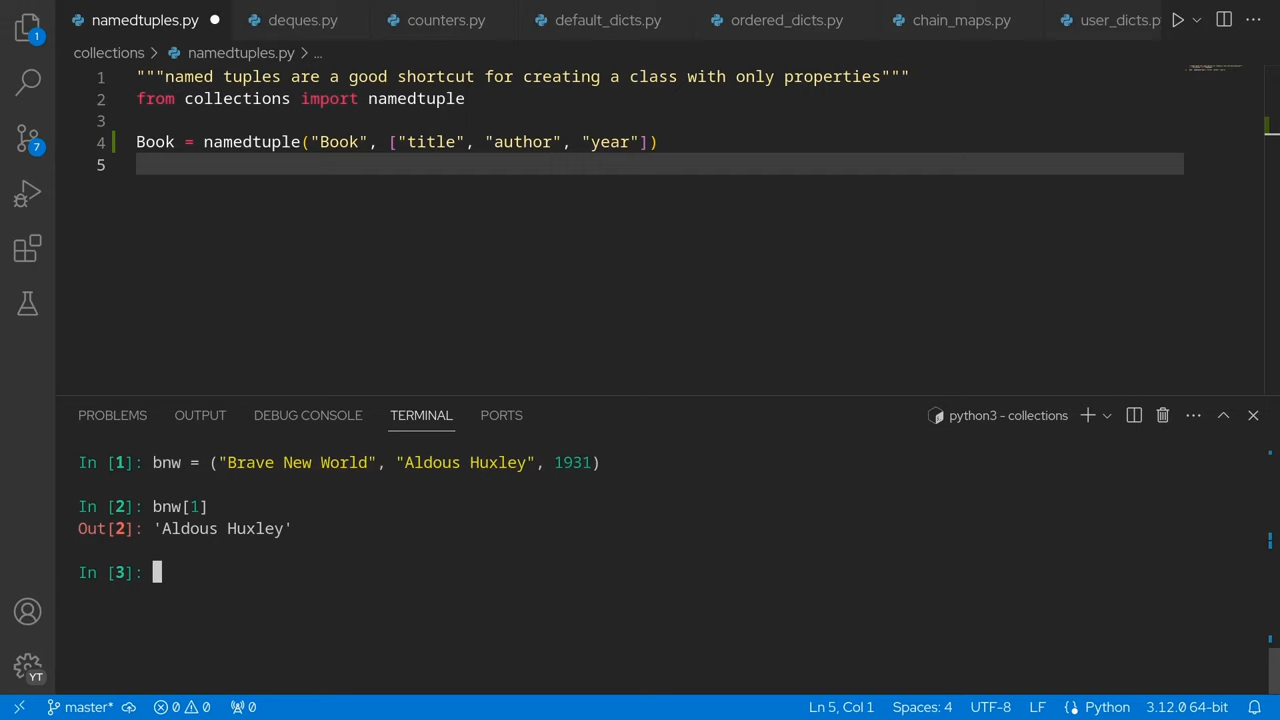 namedtuples.py deques.py counters.py default_dicts.py ordered_dicts.py chain_maps.py user_dicts.p
1
collections namedtuples.py ...
1 """named tuples are a good shortcut for creating a class with only properties"""
2 from collections import namedtuple
3
7
4 Book = namedtuple("Book", ["title", "author", "year"])
5
PROBLEMS OUTPUT DEBUG CONSOLE TERMINAL PORTS python3 - collections
In [1]: bnw = ("Brave New World", "Aldous Huxley", 1931)
In [2]: bnw[1]
Out[2]: 'Aldous Huxley'
In [3]:
YT
master* 0 0 0 Ln 5, Col 1 Spaces: 4 UTF-8 LF Python 3.12.0 64-bit